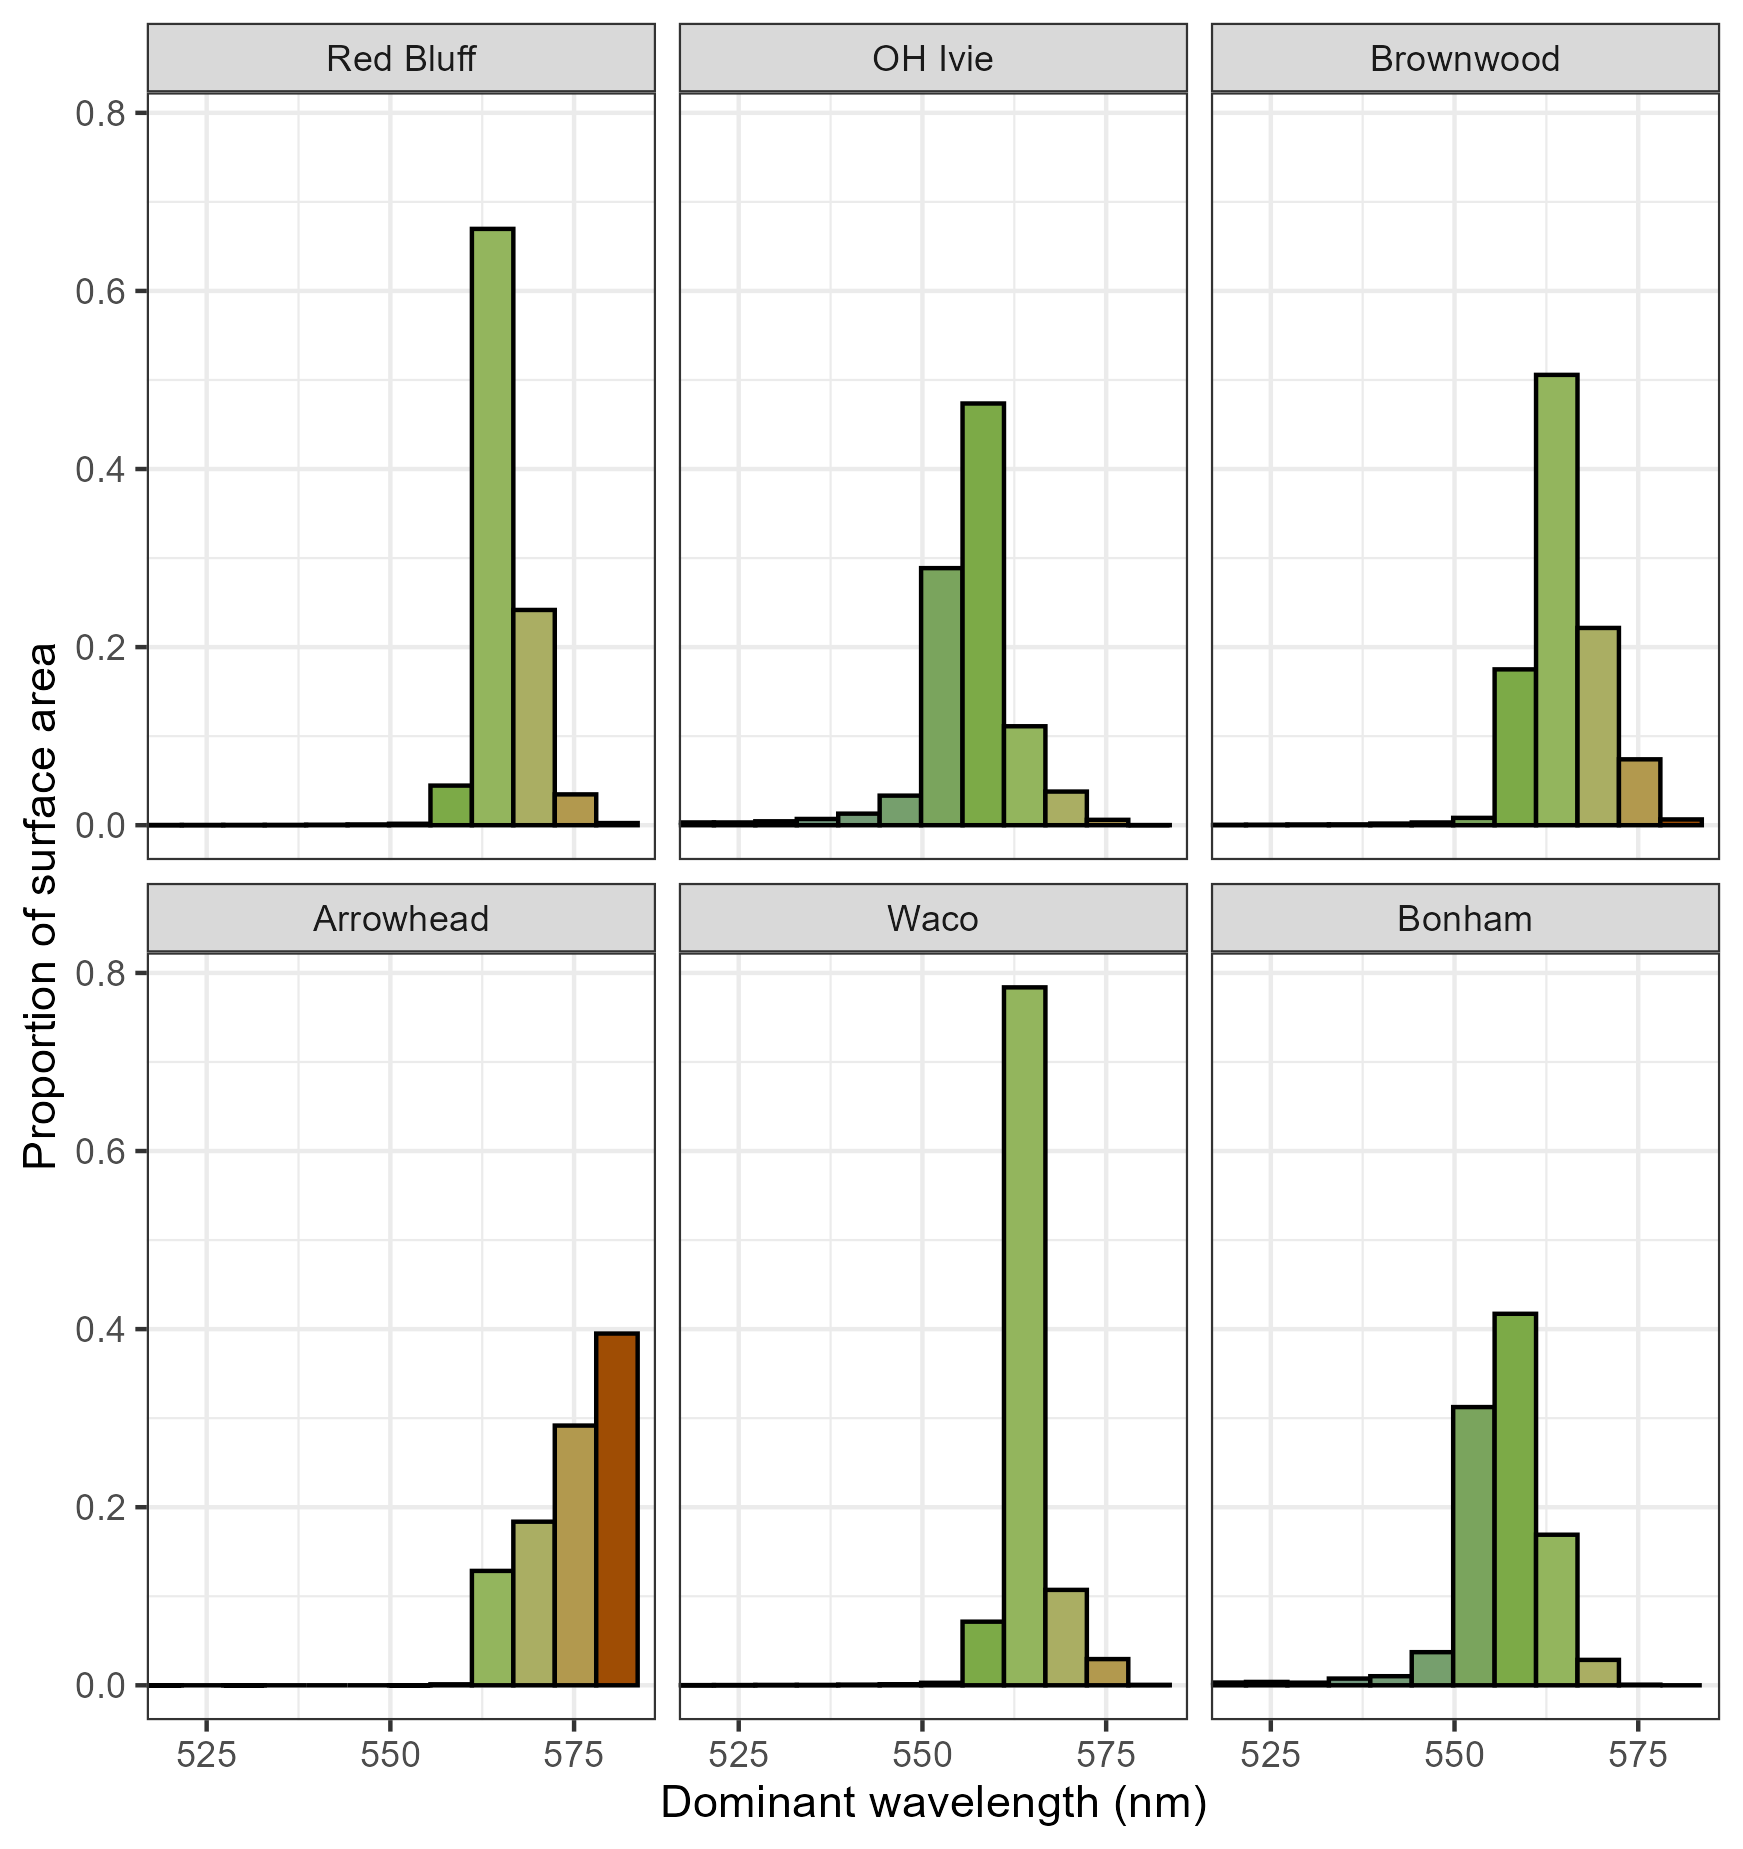 Red Bluff
OH Ivie
Brownwood
0.8
0.6
0.4
0.2
0.0
Arrowhead
Waco
Bonham
0.8
0.6
0.4
0.2
0.0
525 550 575
525 550 575
525 550 575
Dominant wavelength (nm)
Proportion of surface area